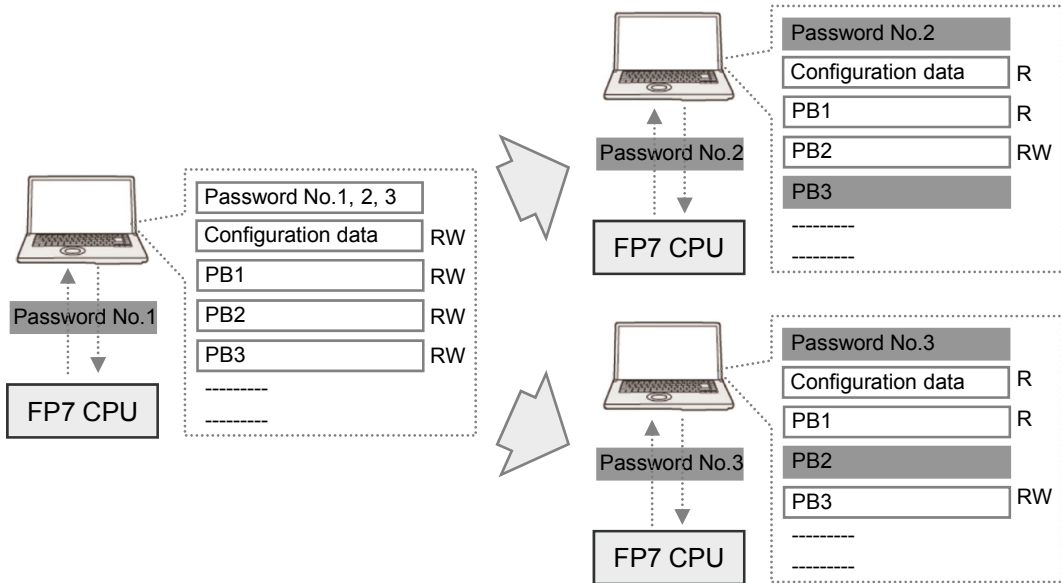 Password No.1, 2, 3
Configuration data RW
PB1 RW
PB2 RW
PB3 RW
---------
---------
Password No.1
FP7 CPU
Password No.2
Configuration data R
PB1 R
PB2 RW
PB3
---------
---------
Password No.2
FP7 CPU
Password No.3
Configuration data R
PB1 R
PB2
PB3 RW
---------
---------
Password No.3
FP7 CPU